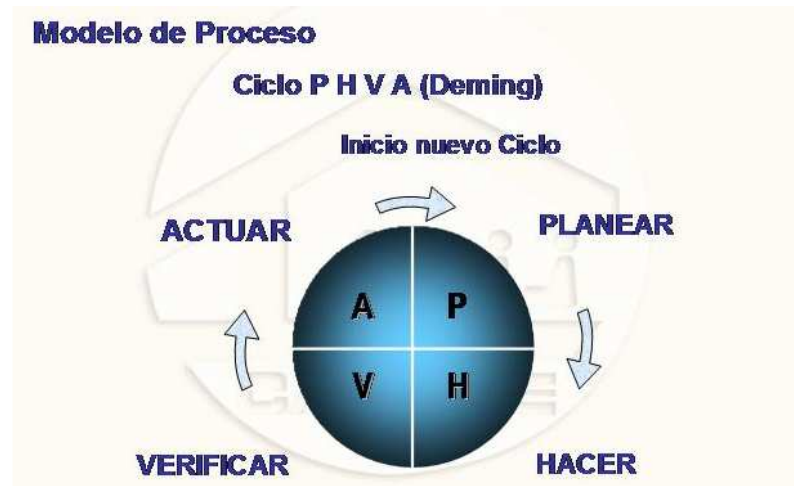 Modelo de Proceso
Ciclo P H V A (Deming)
Inicio nuevo Ciclo
ACTUAR
PLANEAR
A
P
V
H
VERIFICAR
HACER